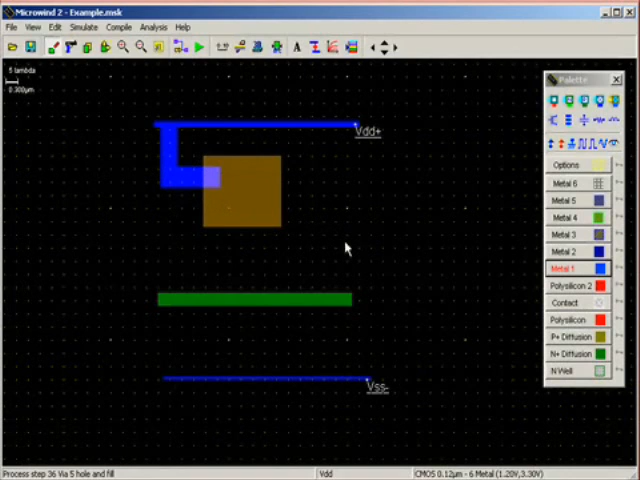 Microwind 2 - Example.msk
File View Edit Simulate Compile Analysis Help
A
5 lambda
0.300µm
Vdd+
Vss-
Palette
Options
Metal 6
Metal 5
Metal 4
Metal 3
Metal 2
Metal 1
Polysilicon 2
Contact
Polysilicon
P+ Diffusion
N+ Diffusion
N Well
Process step 36 Via 5 hole and fill
Vdd
CMOS 0.12µm - 6 Metal (1.20V,3.30V)